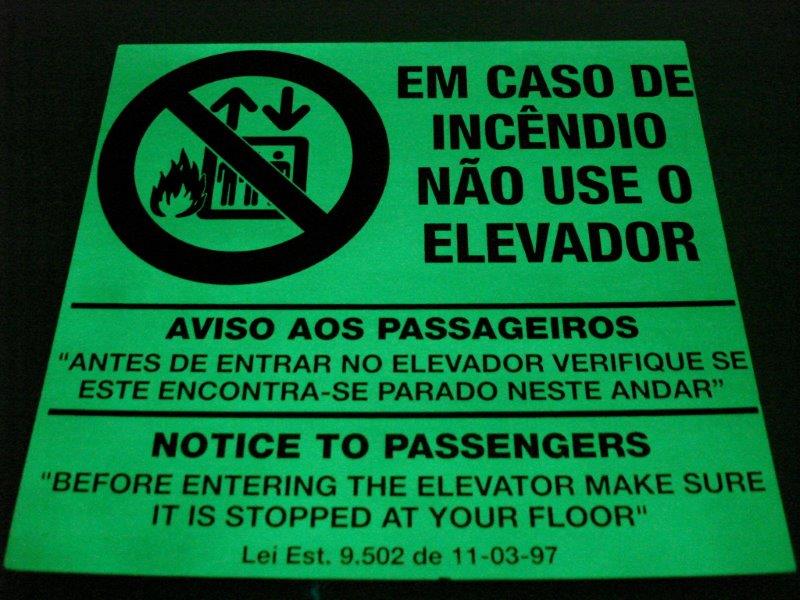 EM CASO DE
INCÊNDIO
NÃO USE O
ELEVADOR
AVISO AOS PASSAGEIROS
"ANTES DE ENTRAR NO ELEVADOR VERIFIQUE SE
ESTE ENCONTRA-SE PARADO NESTE ANDAR"
NOTICE TO PASSENGERS
"BEFORE ENTERING THE ELEVATOR MAKE SURE
IT IS STOPPED AT YOUR FLOOR"
Lei Est. 9.502 de 11-03-97